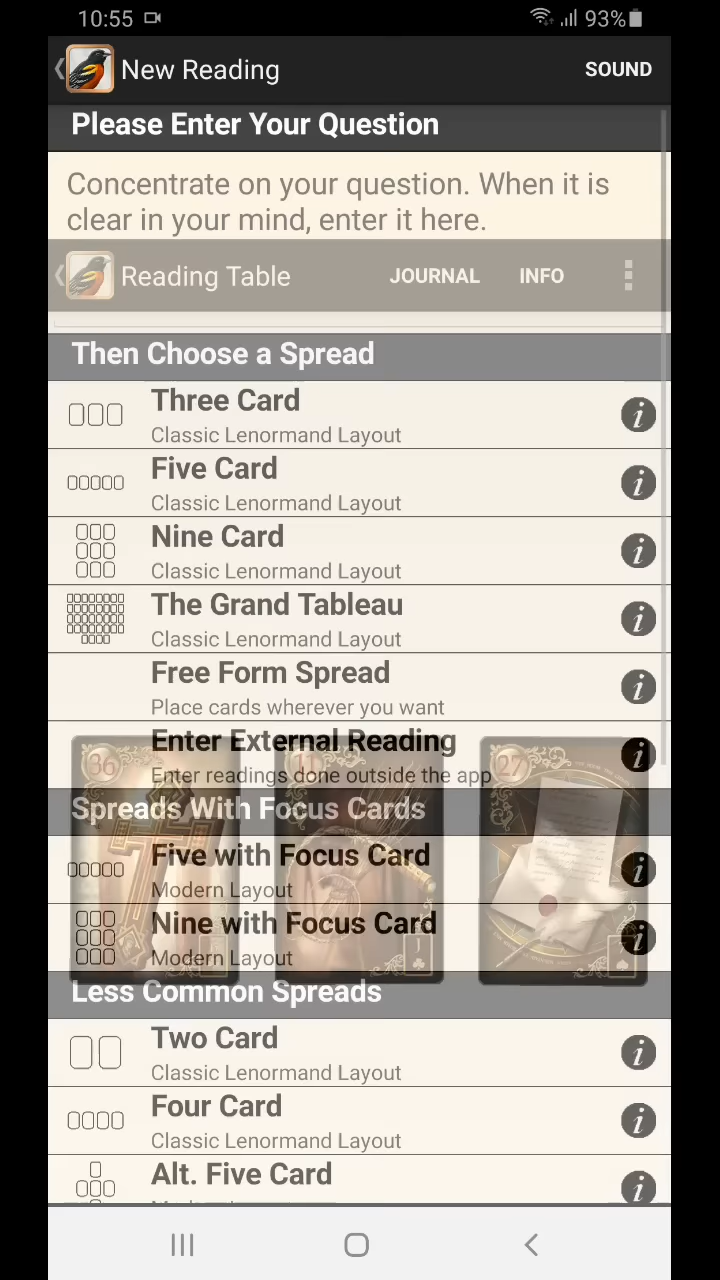 10:55
93%
New Reading
SOUND
Please Enter Your Question
Concentrate on your question. When it is
clear in your mind, enter it here.
Reading Table
JOURNAL
INFO
Then Choose a Spread
Three Card
Classic Lenormand Layout
i
Five Card
Classic Lenormand Layout
i
Nine Card
Classic Lenormand Layout
i
The Grand Tableau
Classic Lenormand Layout
i
Free Form Spread
Place cards wherever you want
i
Enter External Reading
Enter readings done outside the app
i
36
11
27
Spreads With Focus Cards
Five with Focus Card
Modern Layout
i
Nine with Focus Card
Modern Layout
i
J
Less Common Spreads
Two Card
Classic Lenormand Layout
i
Four Card
Classic Lenormand Layout
i
Alt. Five Card
i